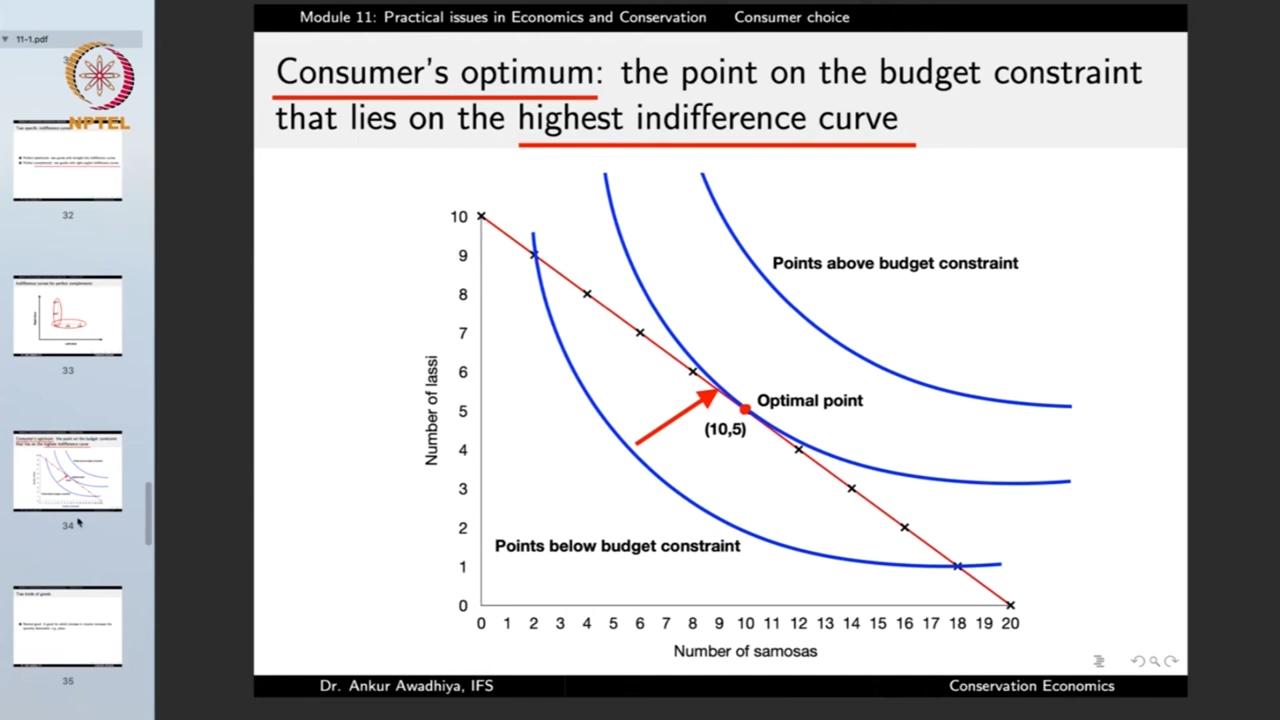 Module 11: Practical issues in Economics and Conservation Consumer choice
11-1.pdf
NPTEL
32
33
34
35
Consumer's optimum: the point on the budget constraint
that lies on the highest indifference curve
10
9
8
7
6
5
4
3
2
1
0
Number of lassi
Points above budget constraint
Optimal point
(10,5)
Points below budget constraint
0 1 2 3 4 5 6 7 8 9 10 11 12 13 14 15 16 17 18 19 20
Number of samosas
Dr. Ankur Awadhiya, IFS
Conservation Economics